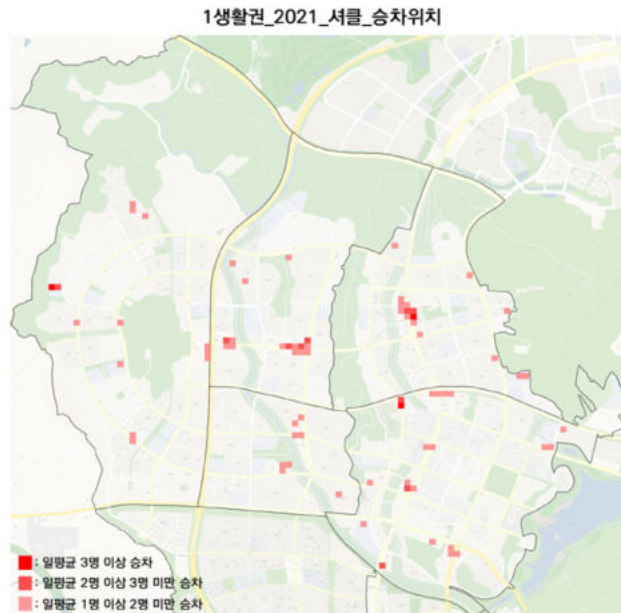 1생활권_2021_셔클_승차위치
: 일평균 3명 이상 승차
: 일평균 2명 이상 3명 미만 승차
: 일평균 1명 이상 2명 미만 승차